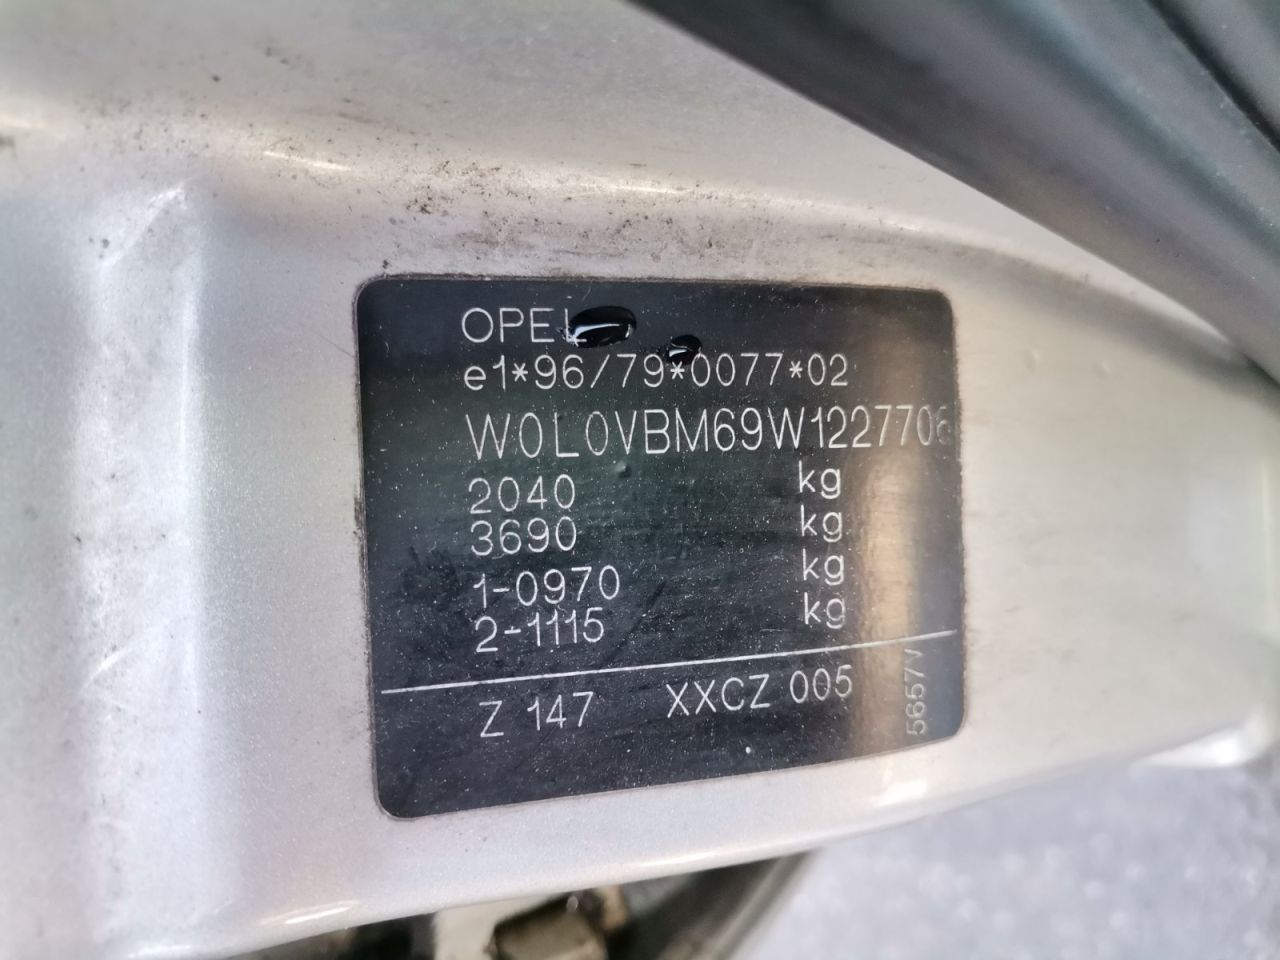 OPEL
e1*96/79*0077*02
W0L0VBM69W1227706
2040 kg
3690 kg
1-0970 kg
2-1115 kg
Z 147 XXCZ 005
5657V